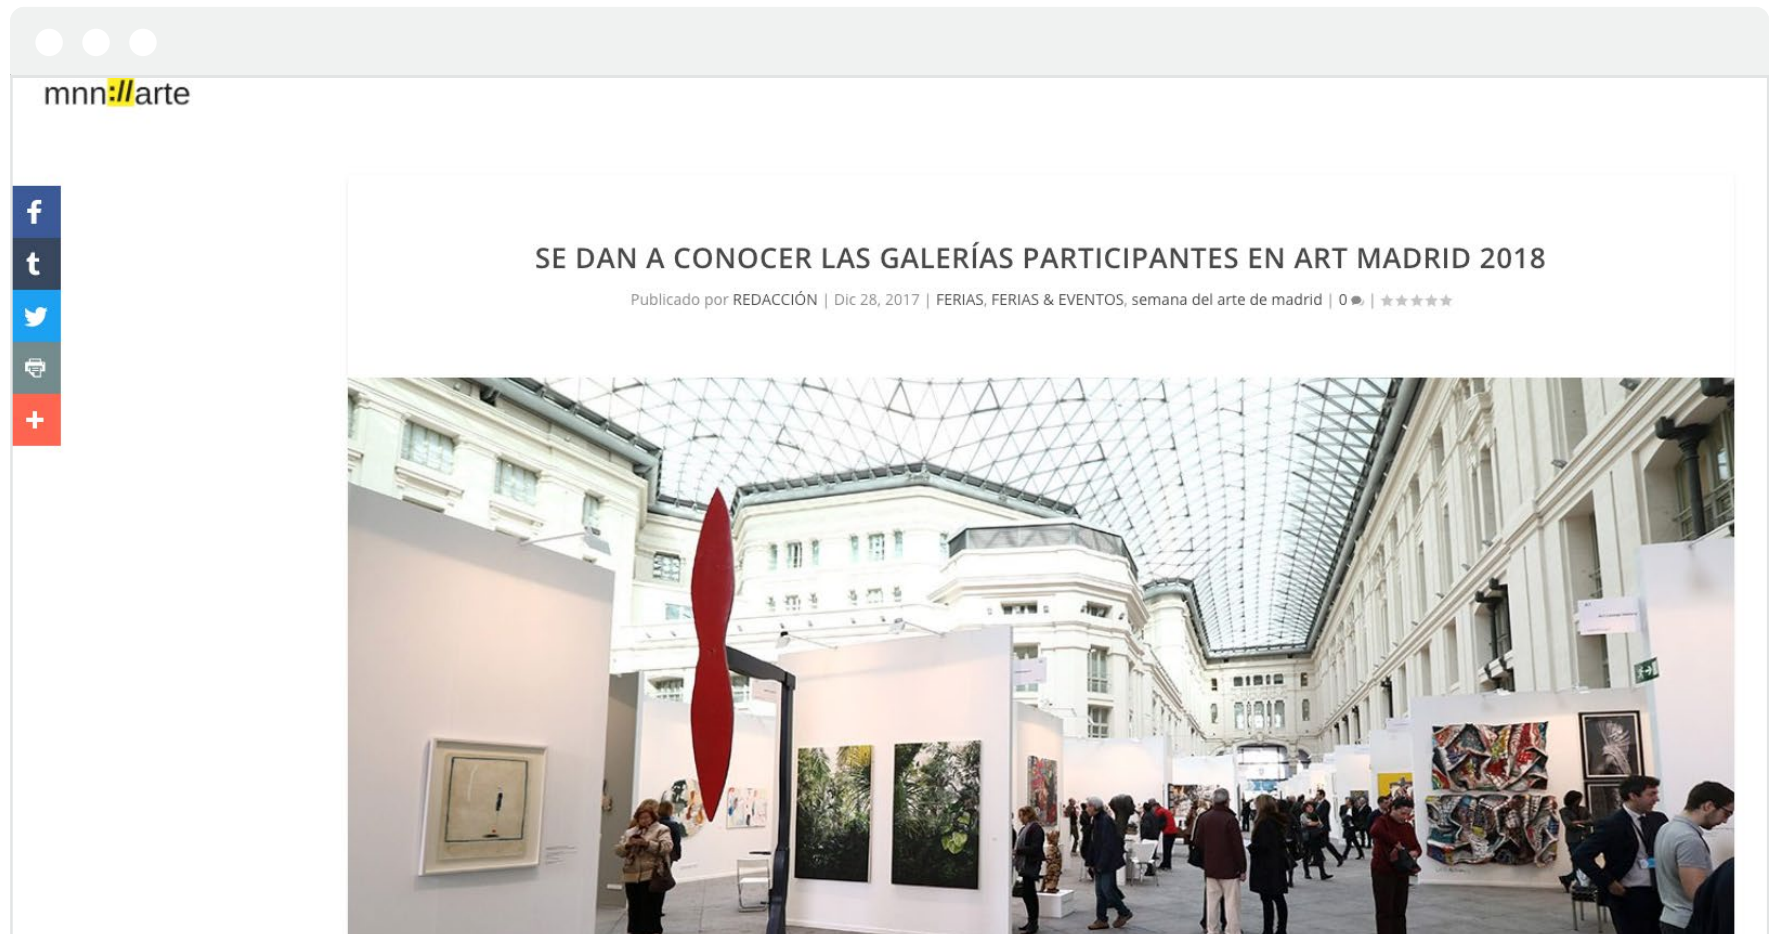 mnn://arte
SE DAN A CONOCER LAS GALERÍAS PARTICIPANTES EN ART MADRID 2018
Publicado por REDACCIÓN | Dic 28, 2017 | FERIAS, FERIAS & EVENTOS, semana del arte de madrid | 0 |